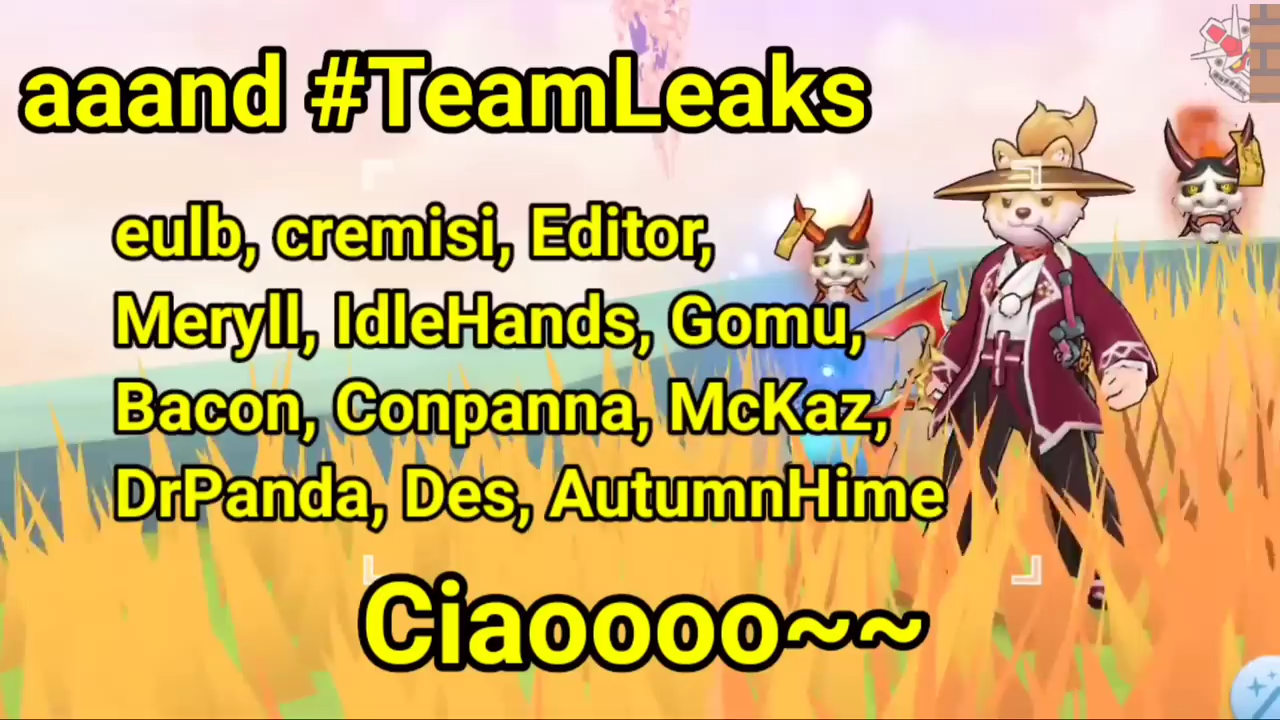 aaand #TeamLeaks
eulb, cremisi, Editor,
Meryll, IdleHands, Gomu,
Bacon, Conpanna, McKaz,
DrPanda, Des, AutumnHime
Ciaoooo~~